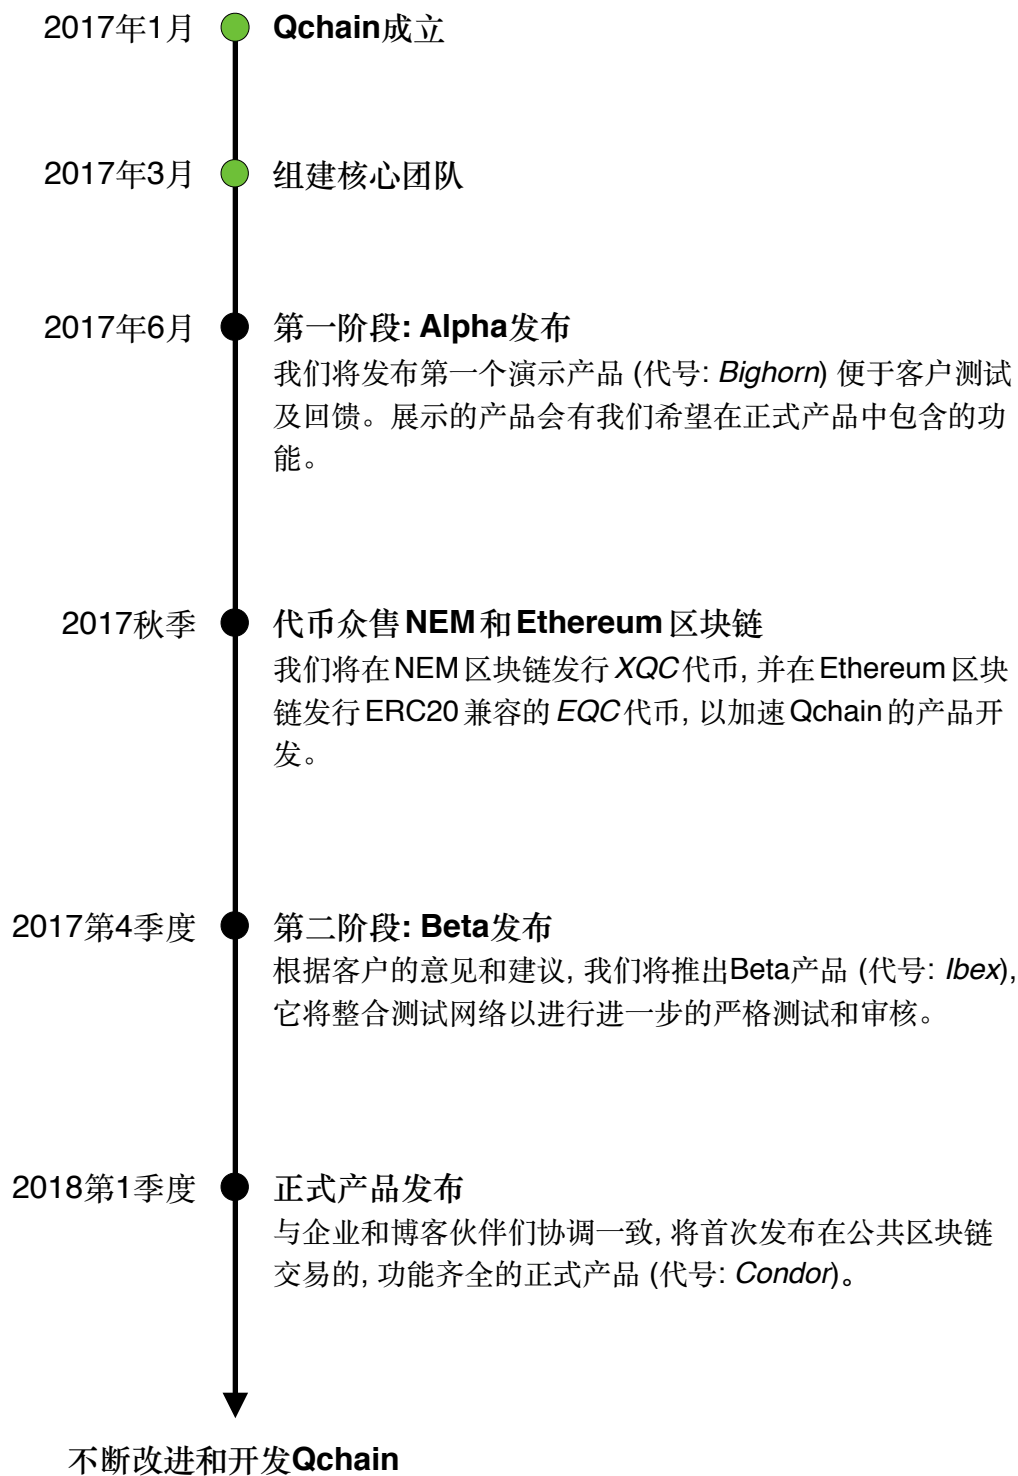 2017年1月 Qchain成立
2017年3月 组建核心团队
2017年6月 第一阶段: Alpha发布
我们将发布第一个演示产品 (代号: Bighorn) 便于客户测试
及回馈。展示的产品会有我们希望在正式产品中包含的功
能。
2017秋季 代币众售NEM和Ethereum区块链
我们将在NEM区块链发行XQC代币, 并在Ethereum区块
链发行ERC20兼容的EQC代币, 以加速Qchain的产品开
发。
2017第4季度 第二阶段: Beta发布
根据客户的意见和建议, 我们将推出Beta产品 (代号: Ibex),
它将整合测试网络以进行进一步的严格测试和审核。
2018第1季度 正式产品发布
与企业和博客伙伴们协调一致, 将首次发布在公共区块链
交易的, 功能齐全的正式产品 (代号: Condor)。
不断改进和开发Qchain